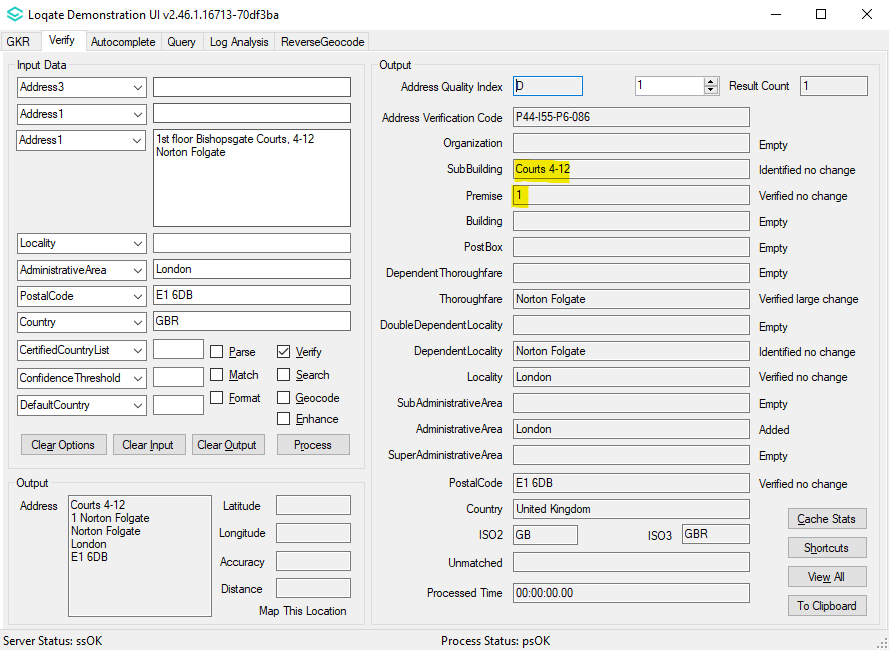 Loqate Demonstration UI v2.46.1.16713-70df3ba
GKR Verify Autocomplete Query Log Analysis ReverseGeocode
Input Data
Address3
Address1
Address1 1st floor Bishopsgate Courts, 4-12
Norton Folgate
Locality
AdministrativeArea London
PostalCode E1 6DB
Country GBR
CertifiedCountryList Parse Verify
ConfidenceThreshold Match Search
DefaultCountry Format Geocode
Enhance
Clear Options Clear Input Clear Output Process
Output
Address Courts 4-12
1 Norton Folgate
Norton Folgate
London
E1 6DB
Latitude
Longitude
Accuracy
Distance
Map This Location
Output
Address Quality Index D 1 Result Count 1
Address Verification Code P44-I55-P6-086
Organization Empty
SubBuilding Courts 4-12 Identified no change
Premise 1 Verified no change
Building Empty
PostBox Empty
DependentThoroughfare Empty
Thoroughfare Norton Folgate Verified large change
DoubleDependentLocality Empty
DependentLocality Norton Folgate Identified no change
Locality London Verified no change
SubAdministrativeArea Empty
AdministrativeArea London Added
SuperAdministrativeArea Empty
PostalCode E1 6DB Verified no change
Country United Kingdom
ISO2 GB ISO3 GBR
Unmatched
Processed Time 00:00:00.00
Cache Stats
Shortcuts
View All
To Clipboard
Server Status: ssOK Process Status: psOK